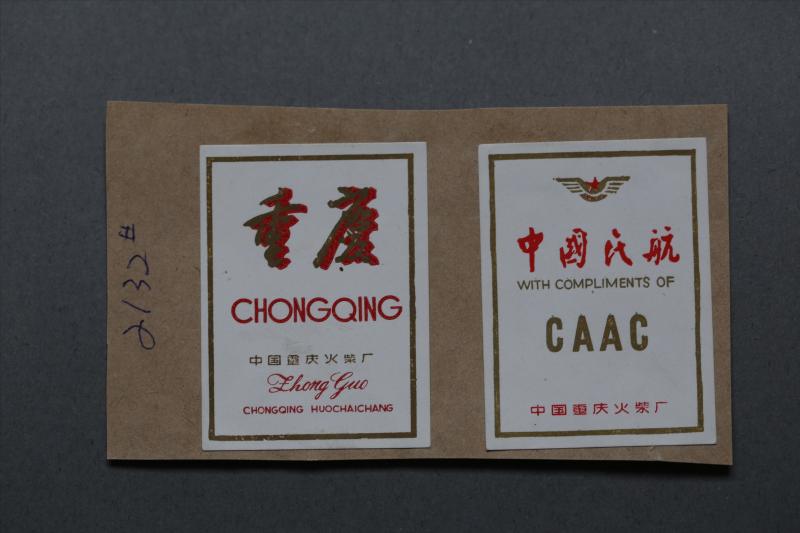 2132#
重慶
CHONGQING
中国重庆火柴厂
Zhong Guo
CHONGQING HUOCHAICHANG
中國民航
WITH COMPLIMENTS OF
CAAC
中国重庆火柴厂